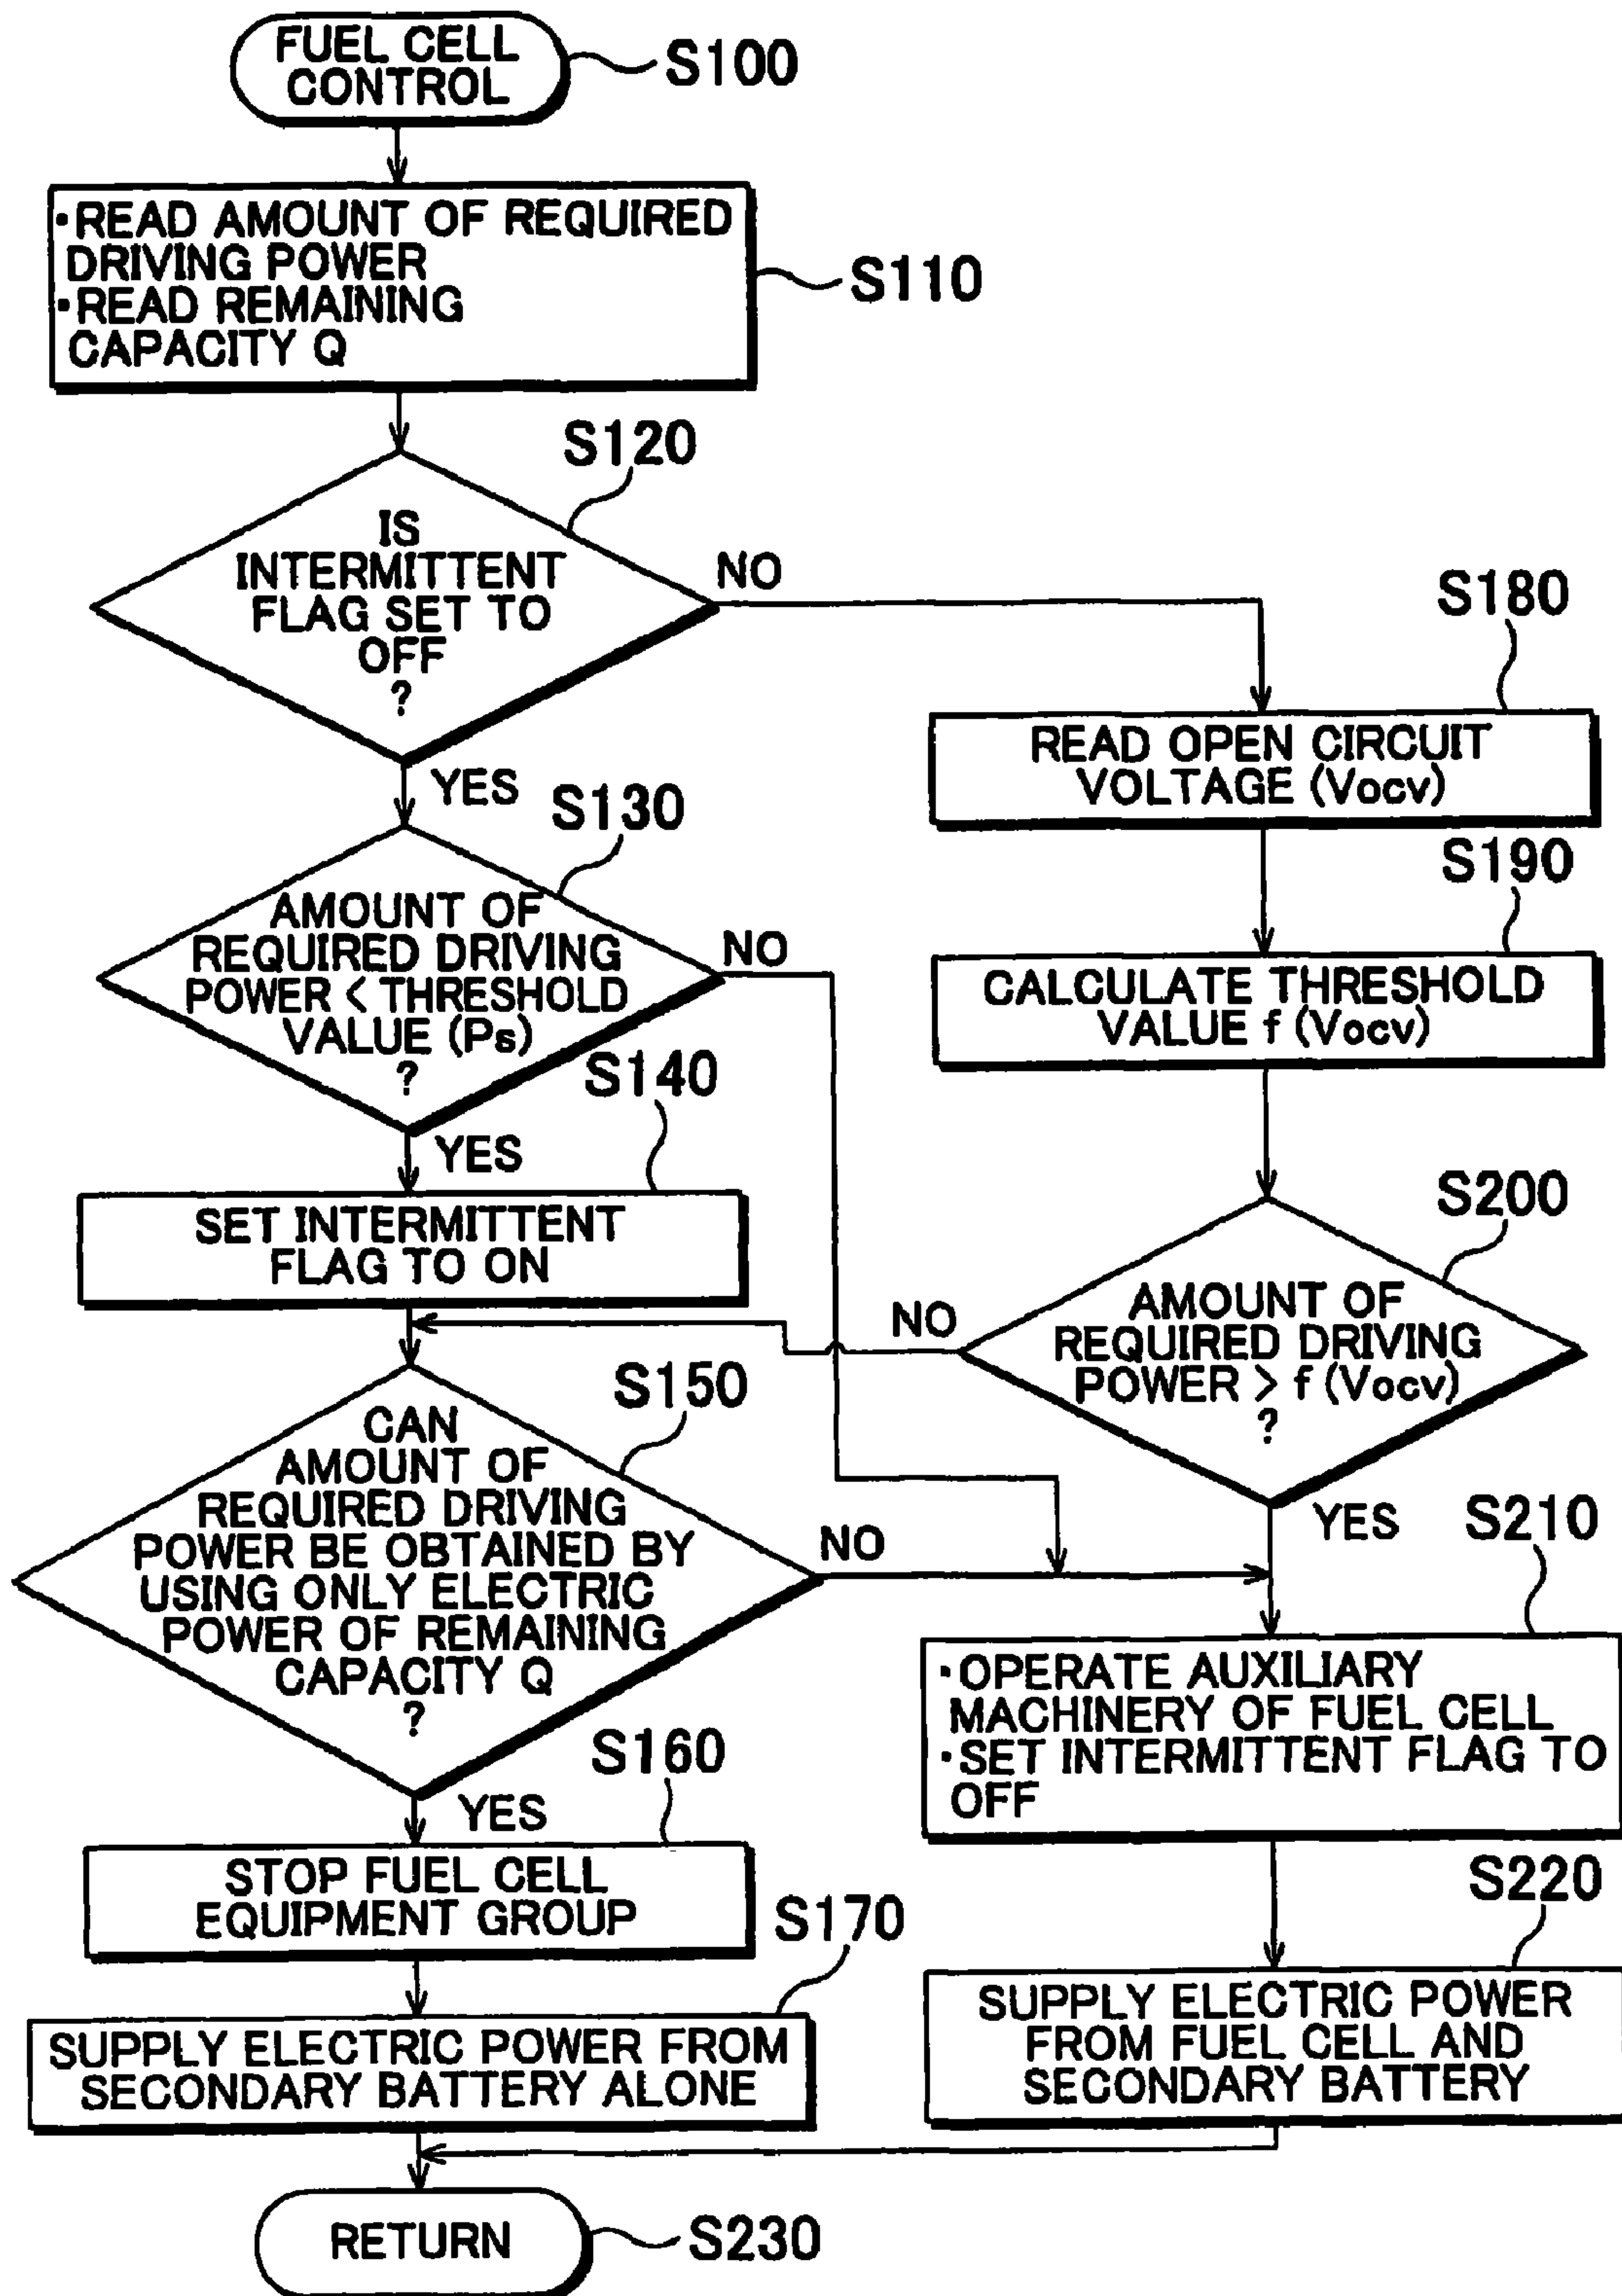 FUEL CELL
CONTROL
S100
·READ AMOUNT OF REQUIRED
DRIVING POWER
·READ REMAINING
CAPACITY Q
S110
S120
IS
INTERMITTENT
FLAG SET TO
OFF
?
NO
YES
S180
READ OPEN CIRCUIT
VOLTAGE (Vocv)
S130
AMOUNT OF
REQUIRED DRIVING
POWER < THRESHOLD
VALUE (Ps)
?
NO
YES
S190
CALCULATE THRESHOLD
VALUE f (Vocv)
S140
SET INTERMITTENT
FLAG TO ON
S200
AMOUNT OF
REQUIRED DRIVING
POWER > f (Vocv)
?
NO
YES
S150
CAN
AMOUNT OF
REQUIRED DRIVING
POWER BE OBTAINED BY
USING ONLY ELECTRIC
POWER OF REMAINING
CAPACITY Q
?
NO
YES
S210
·OPERATE AUXILIARY
MACHINERY OF FUEL CELL
·SET INTERMITTENT FLAG TO
OFF
S160
STOP FUEL CELL
EQUIPMENT GROUP
S170
SUPPLY ELECTRIC POWER FROM
SECONDARY BATTERY ALONE
S220
SUPPLY ELECTRIC POWER
FROM FUEL CELL AND
SECONDARY BATTERY
RETURN
S230